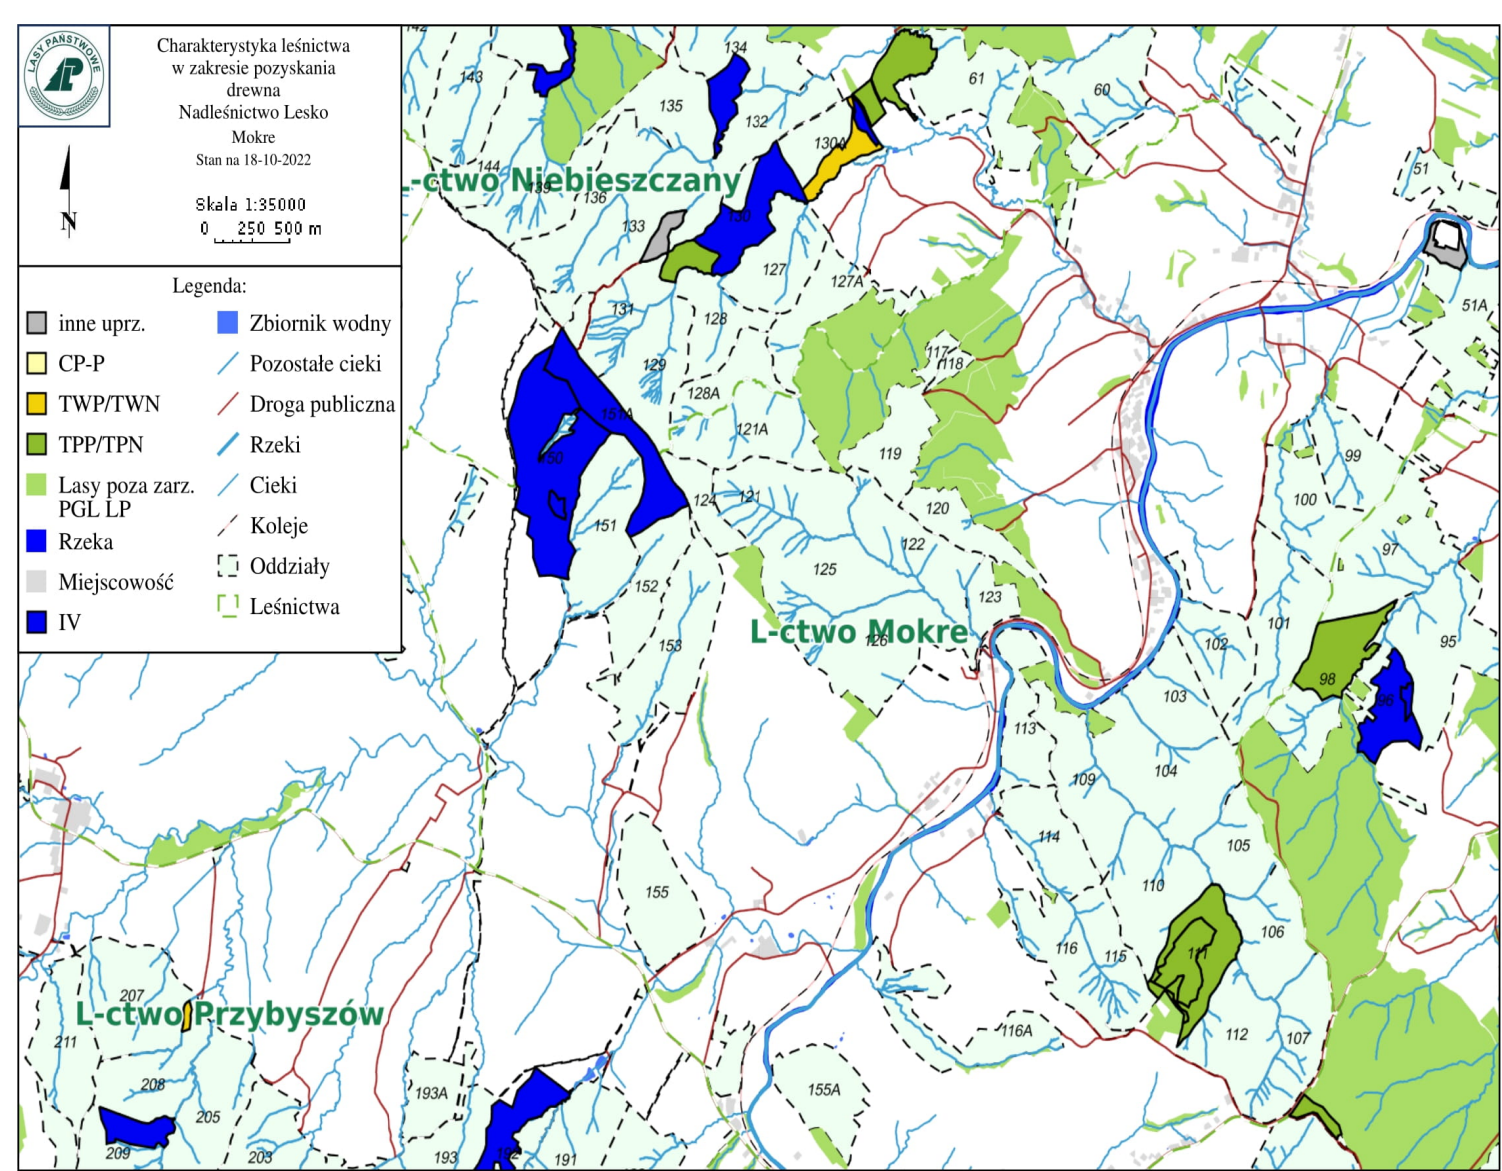 LASY PAŃSTWOWE
Charakterystyka leśnictwa
w zakresie pozyskania
drewna
Nadleśnictwo Lesko
Mokre
Stan na 18-10-2022
N
Skala 1:35000
0 250 500 m
Legenda:
inne uprz.
CP-P
TWP/TWN
TPP/TPN
Lasy poza zarz.
PGL LP
Rzeka
Miejscowość
IV
Zbiornik wodny
Pozostałe cieki
Droga publiczna
Rzeki
Cieki
Koleje
Oddziały
Leśnictwa
142
134
143
61
60
135
132
130A
144
51
L-ctwo Niebieszczany
139
136
133
130
127
127A
131
128
51A
117
118
129
128A
151A
121A
119
150
99
124
121
100
120
151
122
97
125
152
123
101
L-ctwo Mokre
126
153
102
95
98
103
96
113
104
109
114
105
110
155
106
116
115
111
207
L-ctwo Przybyszów
211
116A
112
107
208
193A
155A
205
209
203
193
192
191